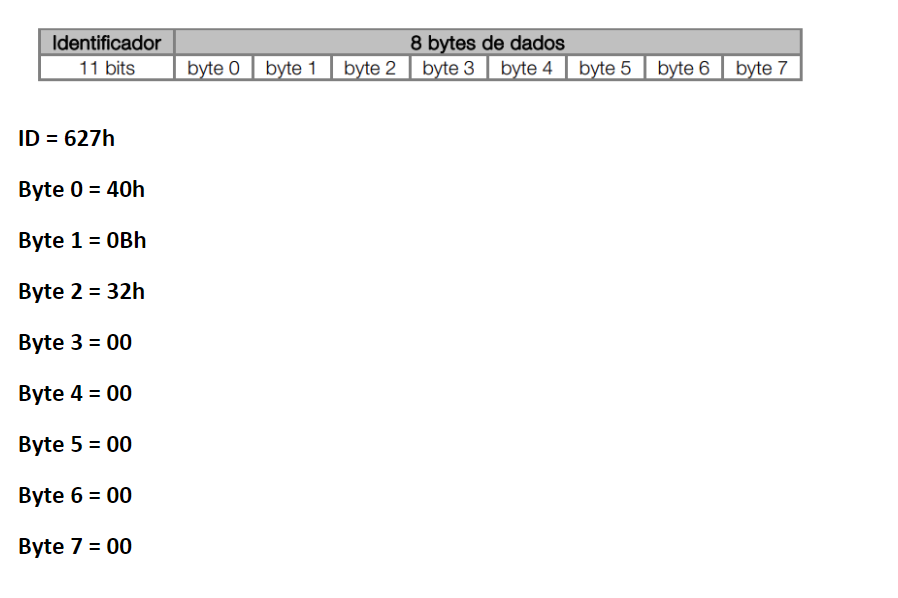 Identificador 8 bytes de dados
11 bits byte 0 byte 1 byte 2 byte 3 byte 4 byte 5 byte 6 byte 7
ID = 627h
Byte 0 = 40h
Byte 1 = 0Bh
Byte 2 = 32h
Byte 3 = 00
Byte 4 = 00
Byte 5 = 00
Byte 6 = 00
Byte 7 = 00